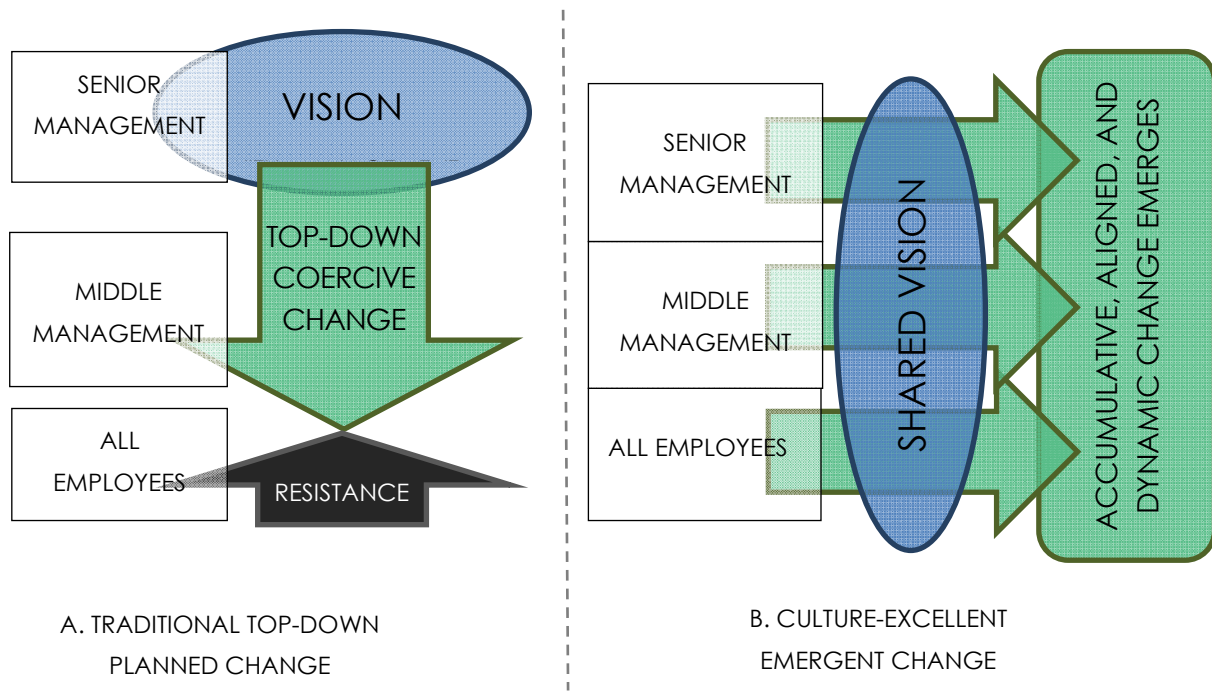 SENIOR
MANAGEMENT
VISION
MIDDLE
MANAGEMENT
TOP-DOWN
COERCIVE
CHANGE
ALL
EMPLOYEES
RESISTANCE
A. TRADITIONAL TOP-DOWN
PLANNED CHANGE
SENIOR
MANAGEMENT
MIDDLE
MANAGEMENT
ALL EMPLOYEES
SHARED VISION
ACCUMULATIVE, ALIGNED, AND
DYNAMIC CHANGE EMERGES
B. CULTURE-EXCELLENT
EMERGENT CHANGE